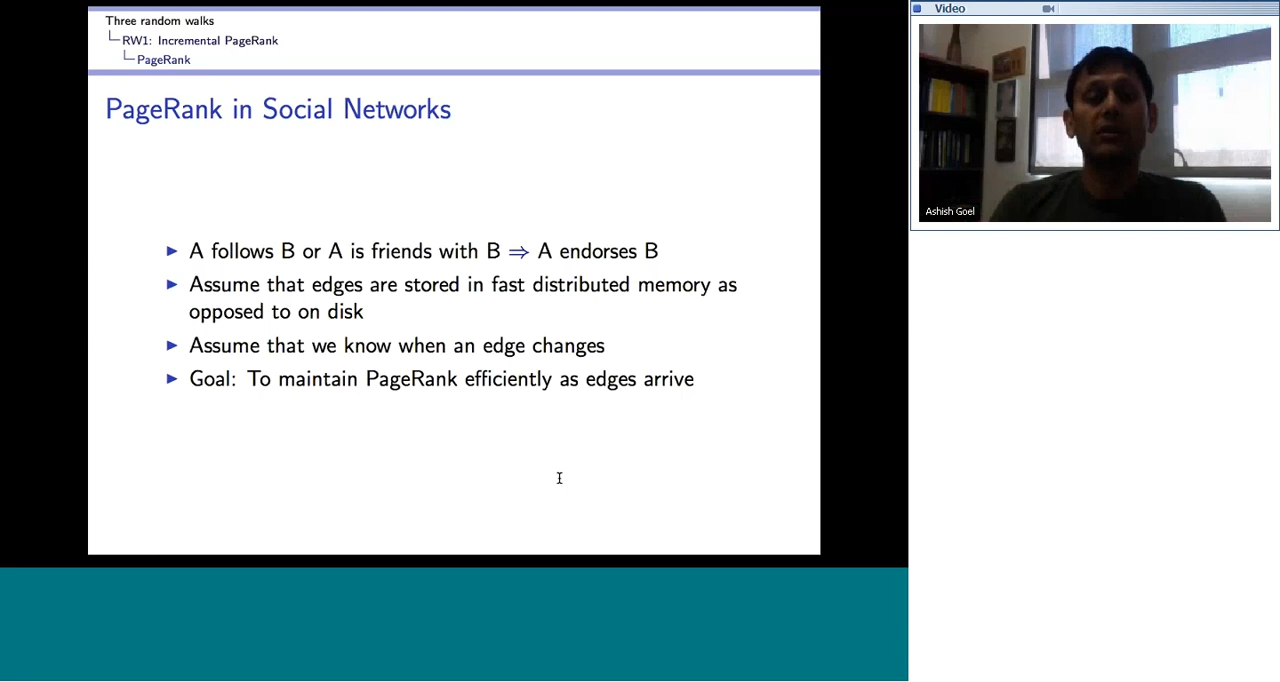 Three random walks
RW1: Incremental PageRank
PageRank
PageRank in Social Networks
A follows B or A is friends with B ⇒ A endorses B
Assume that edges are stored in fast distributed memory as
opposed to on disk
Assume that we know when an edge changes
Goal: To maintain PageRank efficiently as edges arrive
Video
Ashish Goel